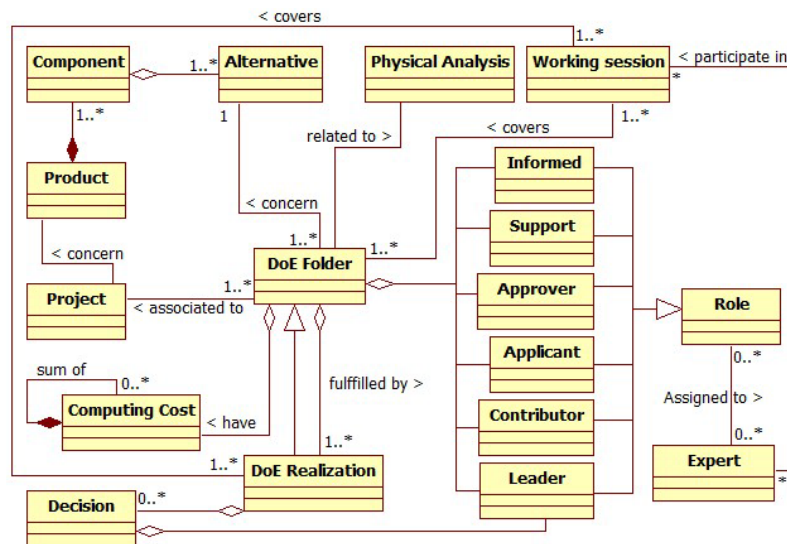 < covers
1..*
Component
1..*
Alternative
Physical Analysis
Working session
< participate in
*
1..*
1
related to >
< covers
1..*
Informed
Product
Support
< concern
< concern
1..*
1..*
DoE Folder
Project
1..*
< associated to
Approver
Role
0..*
sum of
0..*
fulffilled by >
Applicant
Computing Cost
< have
Assigned to >
Contributor
1..*
0..*
1..*
DoE Realization
Leader
Expert
*
Decision
0..*